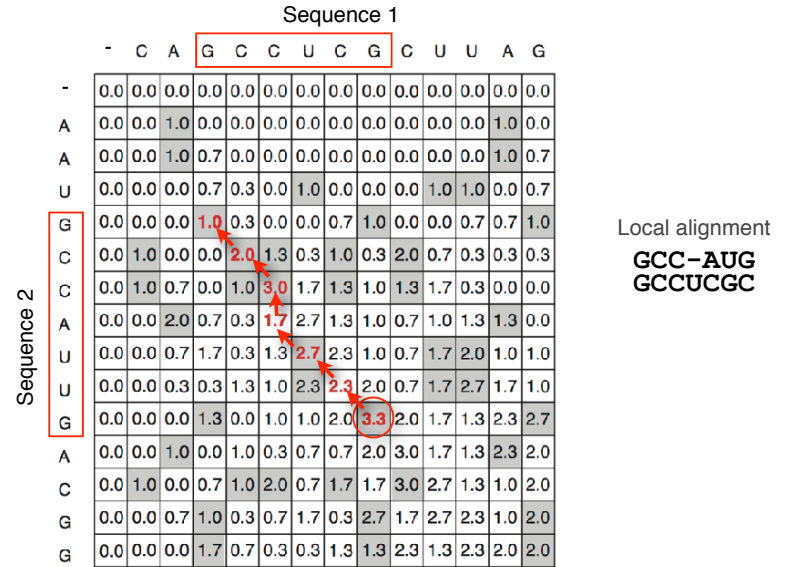 Sequence 1
- C A G C C U C G C U U A G
- 0.0 0.0 0.0 0.0 0.0 0.0 0.0 0.0 0.0 0.0 0.0 0.0 0.0 0.0
A 0.0 0.0 1.0 0.0 0.0 0.0 0.0 0.0 0.0 0.0 0.0 0.0 1.0 0.0
A 0.0 0.0 1.0 0.7 0.0 0.0 0.0 0.0 0.0 0.0 0.0 0.0 1.0 0.7
U 0.0 0.0 0.0 0.7 0.3 0.0 1.0 0.0 0.0 0.0 1.0 1.0 0.0 0.7
G 0.0 0.0 0.0 1.0 0.3 0.0 0.0 0.7 1.0 0.0 0.0 0.7 0.7 1.0
C 0.0 1.0 0.0 0.0 2.0 1.3 0.3 1.0 0.3 2.0 0.7 0.3 0.3 0.3
C 0.0 1.0 0.7 0.0 1.0 3.0 1.7 1.3 1.0 1.3 1.7 0.3 0.0 0.0
A 0.0 0.0 2.0 0.7 0.3 1.7 2.7 1.3 1.0 0.7 1.0 1.3 1.3 0.0
U 0.0 0.0 0.7 1.7 0.3 1.3 2.7 2.3 1.0 0.7 1.7 2.0 1.0 1.0
U 0.0 0.0 0.3 0.3 1.3 1.0 2.3 2.3 2.0 0.7 1.7 2.7 1.7 1.0
G 0.0 0.0 0.0 1.3 0.0 1.0 1.0 2.0 3.3 2.0 1.7 1.3 2.3 2.7
A 0.0 0.0 1.0 0.0 1.0 0.3 0.7 0.7 2.0 3.0 1.7 1.3 2.3 2.0
C 0.0 1.0 0.0 0.7 1.0 2.0 0.7 1.7 1.7 3.0 2.7 1.3 1.0 2.0
G 0.0 0.0 0.7 1.0 0.3 0.7 1.7 0.3 2.7 1.7 2.7 2.3 1.0 2.0
G 0.0 0.0 0.0 1.7 0.7 0.3 0.3 1.3 1.3 2.3 1.3 2.3 2.0 2.0
Sequence 2
Local alignment
GCC-AUG
GCCUCGC